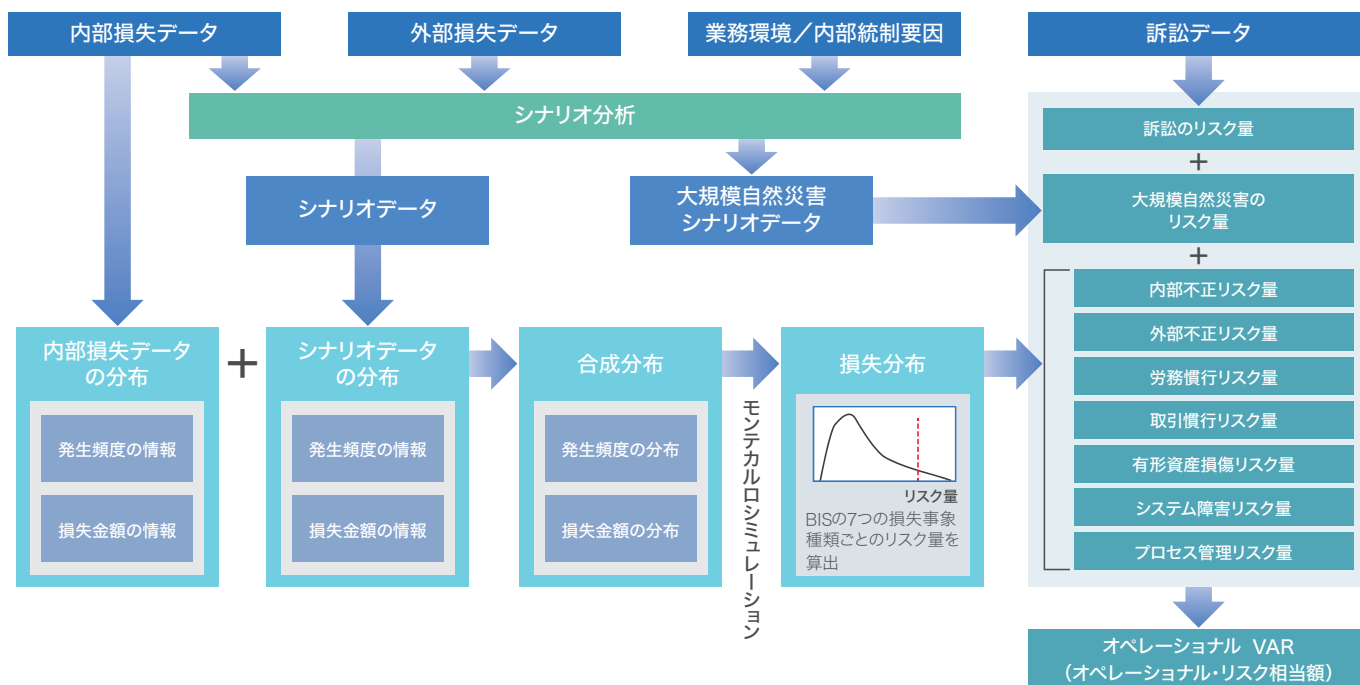 内部損失データ
外部損失データ
業務環境／内部統制要因
訴訟データ
シナリオ分析
訴訟のリスク量
＋
シナリオデータ
大規模自然災害
シナリオデータ
大規模自然災害の
リスク量
＋
内部損失データ
の分布
発生頻度の情報
損失金額の情報
＋
シナリオデータ
の分布
発生頻度の情報
損失金額の情報
合成分布
発生頻度の分布
損失金額の分布
モンテカルロシミュレーション
損失分布
リスク量
BISの7つの損失事象
種類ごとのリスク量を
算出
内部不正リスク量
外部不正リスク量
労務慣行リスク量
取引慣行リスク量
有形資産損傷リスク量
システム障害リスク量
プロセス管理リスク量
オペレーショナル VAR
（オペレーショナル・リスク相当額）